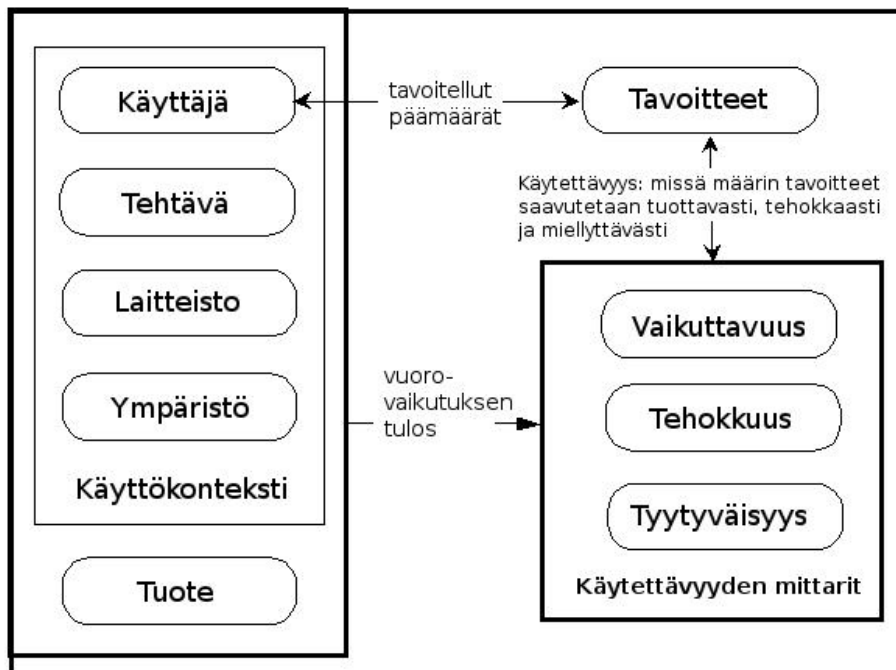 Käyttäjä
Tehtävä
Laitteisto
Ympäristö
Käyttökonteksti
Tuote
tavoitellut
päämäärät
vuoro-
vaikutuksen
tulos
Tavoitteet
Käytettävyys: missä määrin tavoitteet
saavutetaan tuottavasti, tehokkaasti
ja miellyttävästi
Vaikuttavuus
Tehokkuus
Tyytyväisyys
Käytettävyyden mittarit